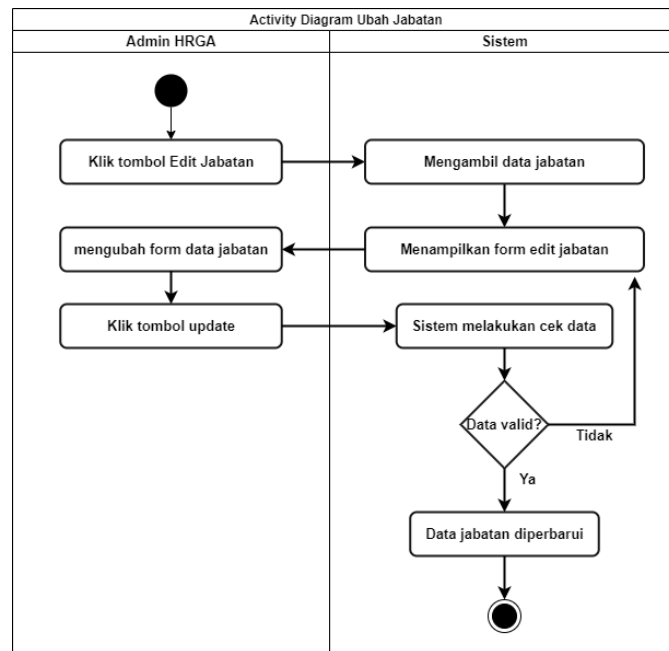 Activity Diagram Ubah Jabatan
Admin HRGA
Sistem
Klik tombol Edit Jabatan
Mengambil data jabatan
mengubah form data jabatan
Menampilkan form edit jabatan
Klik tombol update
Sistem melakukan cek data
Data valid?
Tidak
Ya
Data jabatan diperbarui